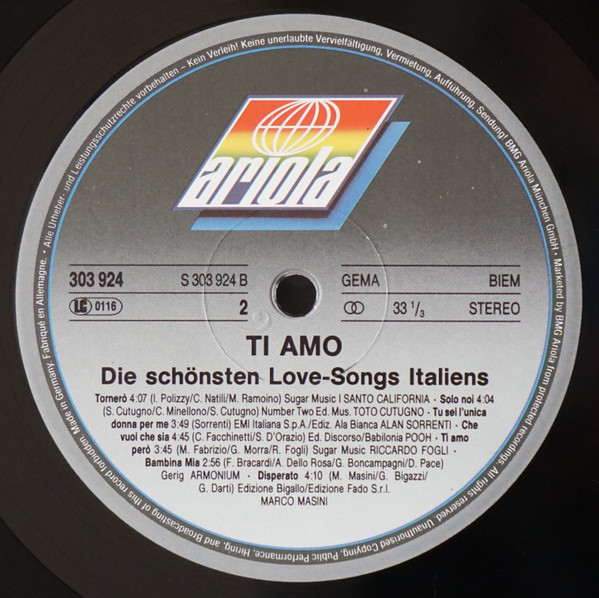 • Alle Urheber- und Leistungsschutzrechte vorbehalten – Kein Verleih! Keine unerlaubte Vervielfältigung, Vermietung, Aufführung, Sendung! BMG Ariola München GmbH • Marketed by BMG Ariola
from protected recordings. All rights reserved. Unauthorised Copying, Public Performance, Hiring, and Broadcasting of this record forbidden. Made in Germany. Fabriqué en Allemagne.
ariola
303 924 S 303 924 B GEMA BIEM
LC 0116 2 33 1/3 STEREO
TI AMO
Die schönsten Love-Songs Italiens
Tornerò 4:07 (I. Polizzy/C. Natili/M. Ramoino) Sugar Music I SANTO CALIFORNIA · Solo noi 4:04
(S. Cutugno/C. Minellono/S. Cutugno) Number Two Ed. Mus. TOTO CUTUGNO · Tu sei l'unica
donna per me 3:49 (Sorrenti) EMI Italiana S.p.A./Ediz. Ala Bianca ALAN SORRENTI · Che
vuoi che sia 4:45 (C. Facchinetti/S. D'Orazio) Ed. Discorso/Babilonia POOH · Ti amo
però 3:45 (M. Fabrizio/G. Morra/R. Fogli) Sugar Music RICCARDO FOGLI ·
Bambina Mia 2:56 (F. Bracardi/A. Dello Rosa/G. Boncampagni/D. Pace)
Gerig ARMONIUM · Disperato 4:10 (M. Masini/G. Bigazzi/
G. Darti) Edizione Bigallo/Edizione Fado S.r.l.
MARCO MASINI